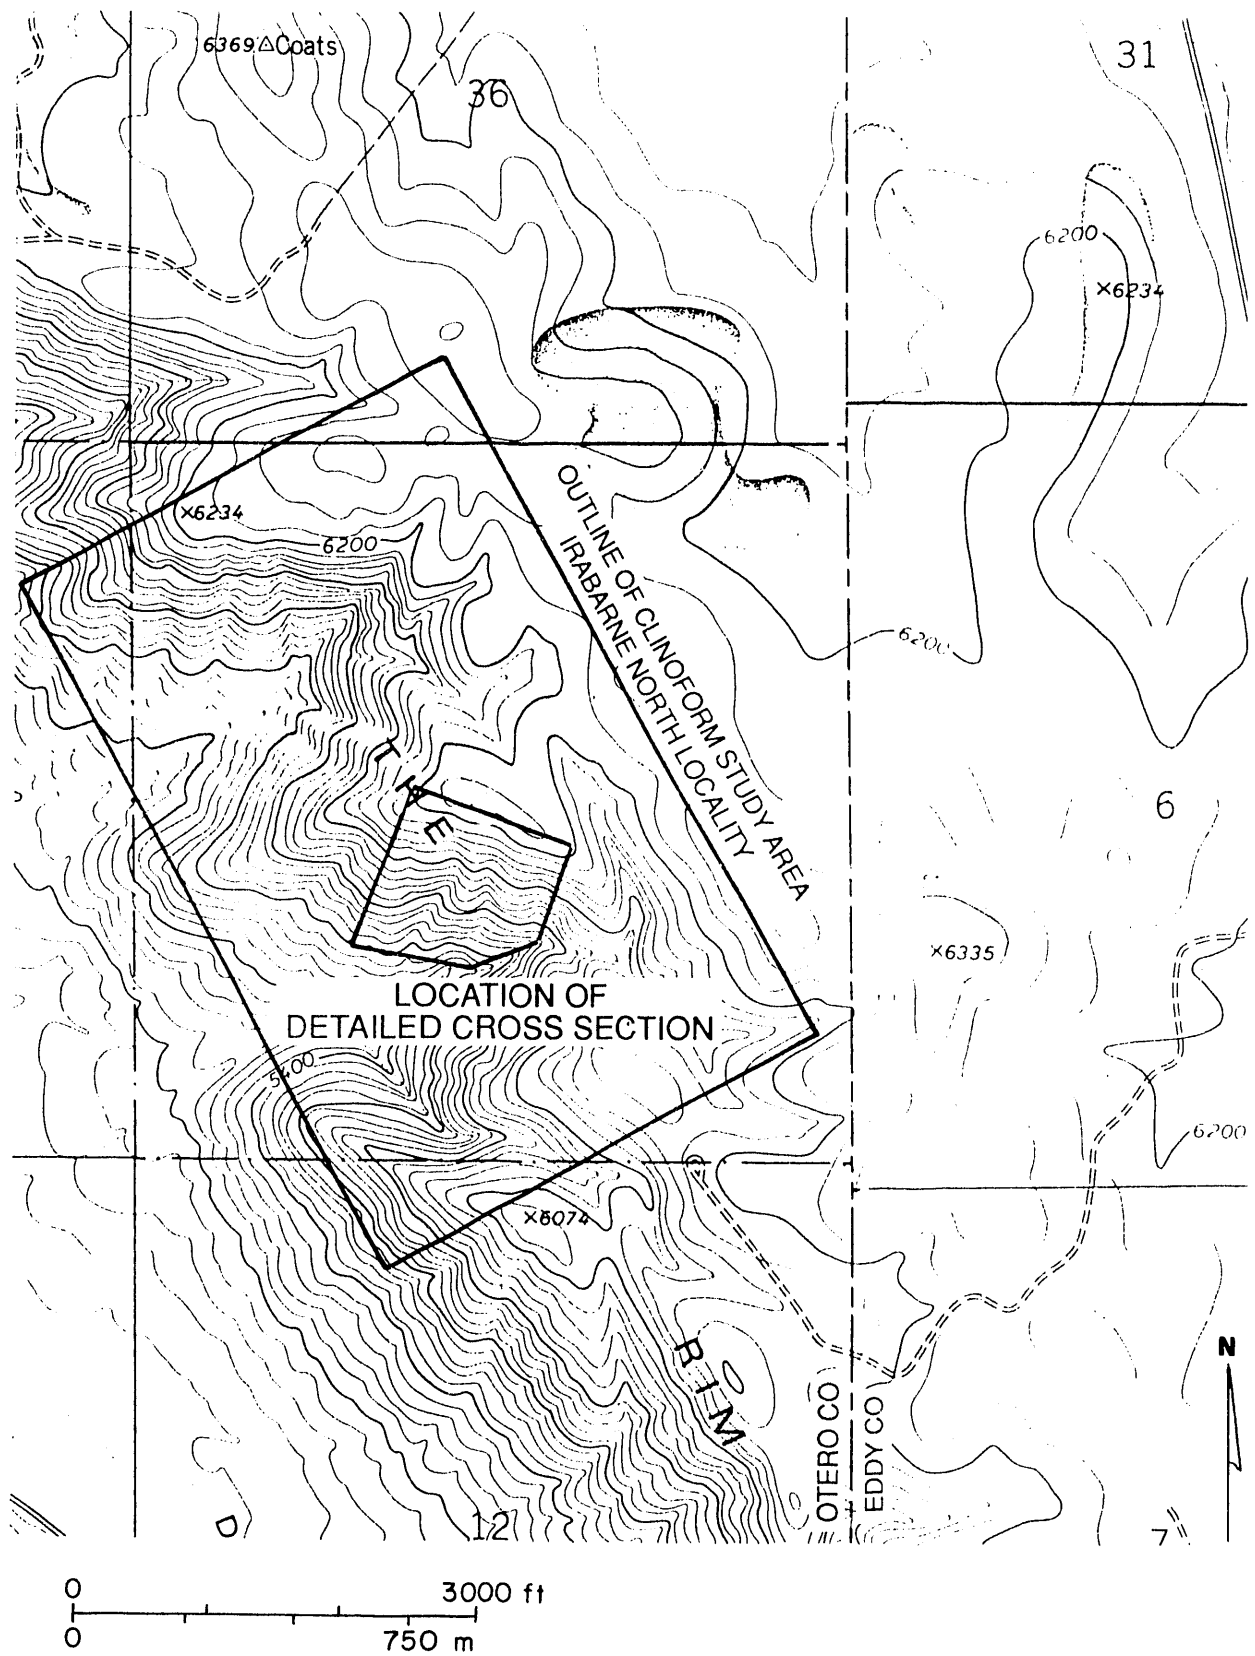 6369 Coats
36
31
6200
×6234
×6234
6200
OUTLINE OF CLINOFORM STUDY AREA
IRABARNE NORTH LOCALITY
6200
THE
6
×6335
LOCATION OF
DETAILED CROSS SECTION
5400
6200
×6074
RIM
N
OTERO CO
EDDY CO
D
12
7
0 3000 ft
0 750 m